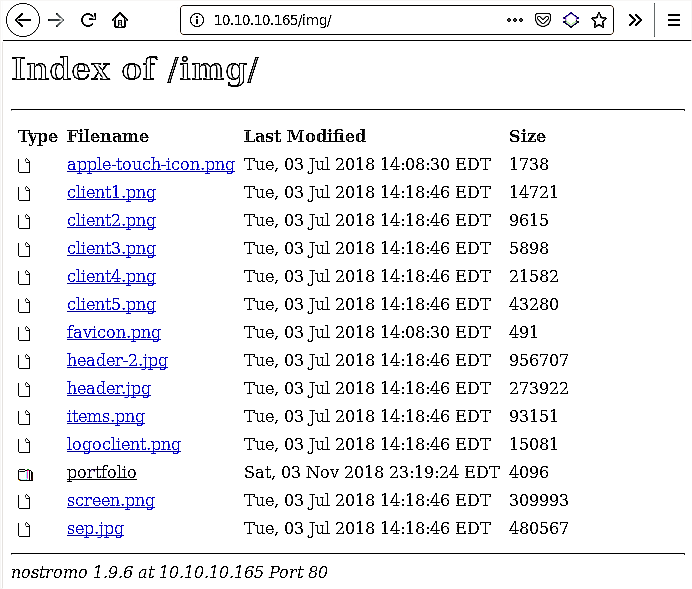 10.10.10.165/img/
Index of /img/
Type Filename Last Modified Size
apple-touch-icon.png Tue, 03 Jul 2018 14:08:30 EDT 1738
client1.png Tue, 03 Jul 2018 14:18:46 EDT 14721
client2.png Tue, 03 Jul 2018 14:18:46 EDT 9615
client3.png Tue, 03 Jul 2018 14:18:46 EDT 5898
client4.png Tue, 03 Jul 2018 14:18:46 EDT 21582
client5.png Tue, 03 Jul 2018 14:18:46 EDT 43280
favicon.png Tue, 03 Jul 2018 14:08:30 EDT 491
header-2.jpg Tue, 03 Jul 2018 14:18:46 EDT 956707
header.jpg Tue, 03 Jul 2018 14:18:46 EDT 273922
items.png Tue, 03 Jul 2018 14:18:46 EDT 93151
logoclient.png Tue, 03 Jul 2018 14:18:46 EDT 15081
portfolio Sat, 03 Nov 2018 23:19:24 EDT 4096
screen.png Tue, 03 Jul 2018 14:18:46 EDT 309993
sep.jpg Tue, 03 Jul 2018 14:18:46 EDT 480567
nostromo 1.9.6 at 10.10.10.165 Port 80